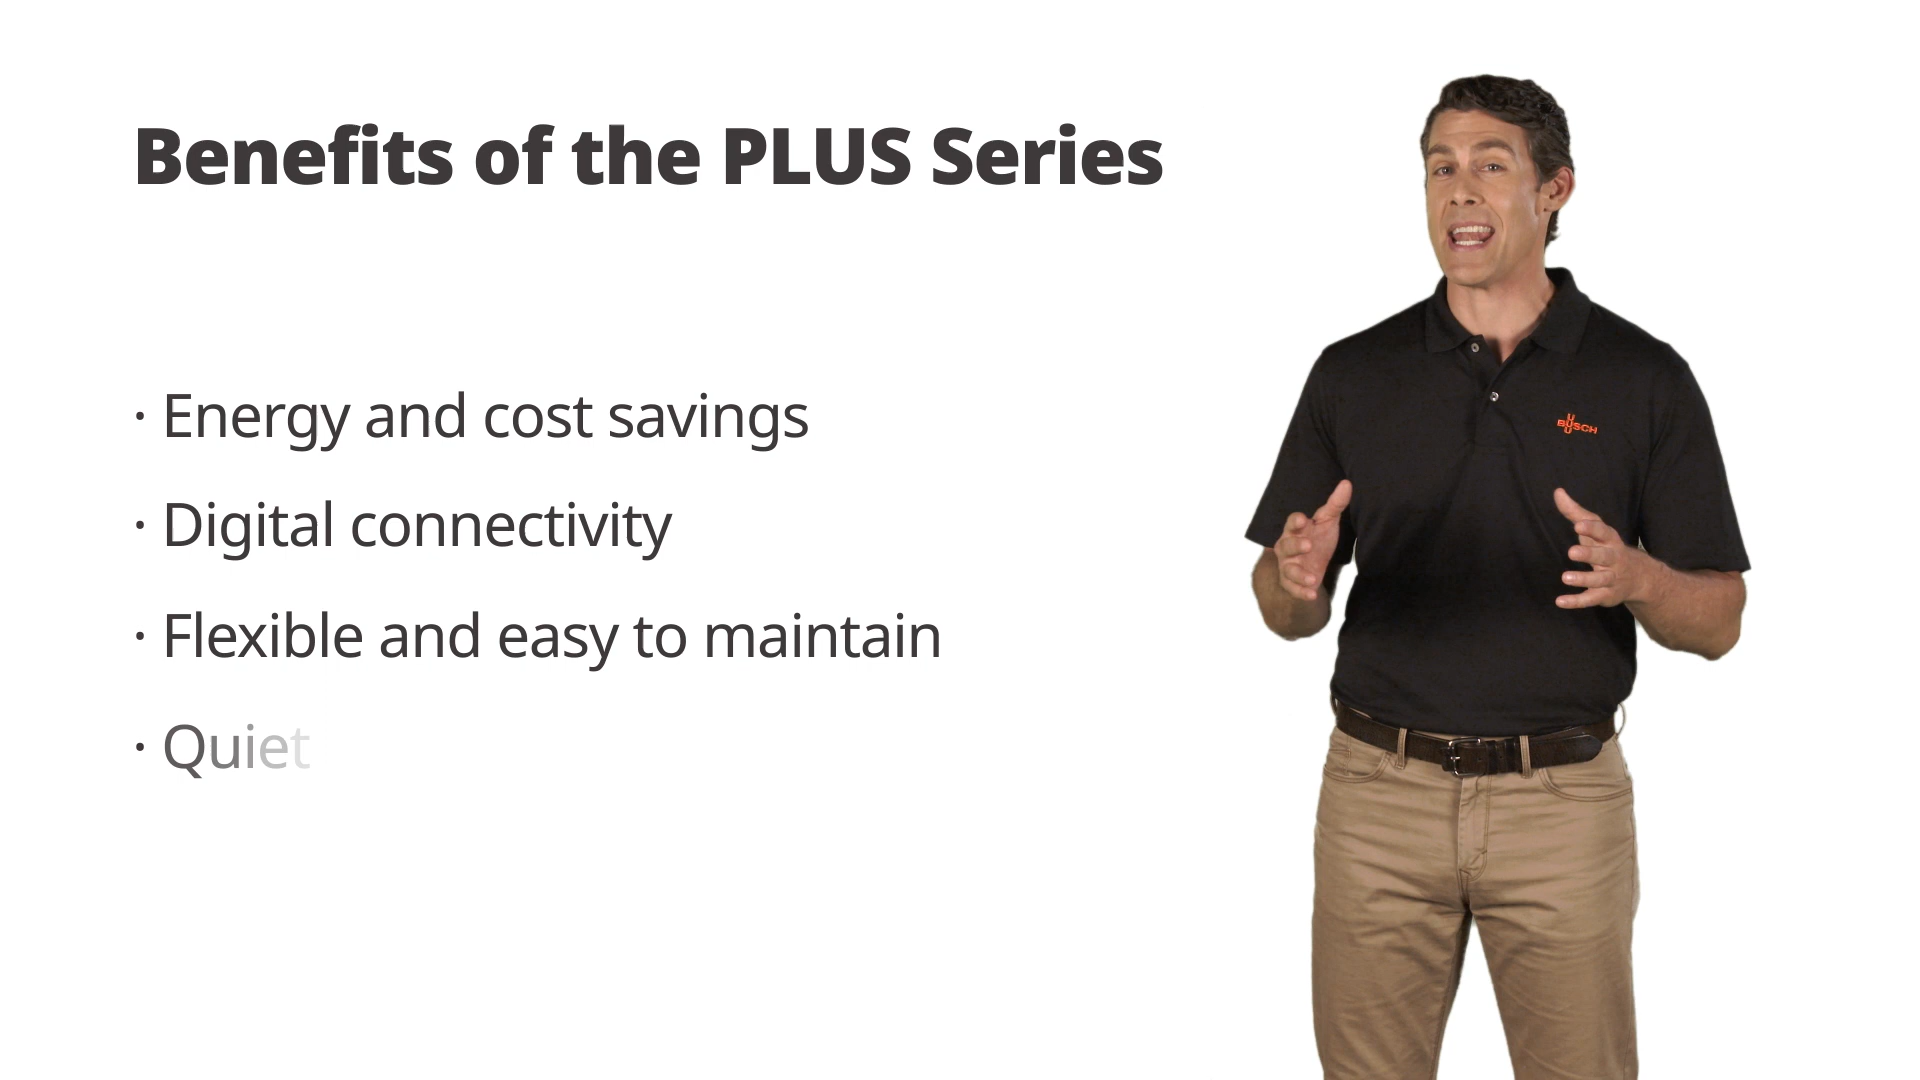 Benefits of the PLUS Series
· Energy and cost savings
· Digital connectivity
· Flexible and easy to maintain
· Quiet
BUSCH